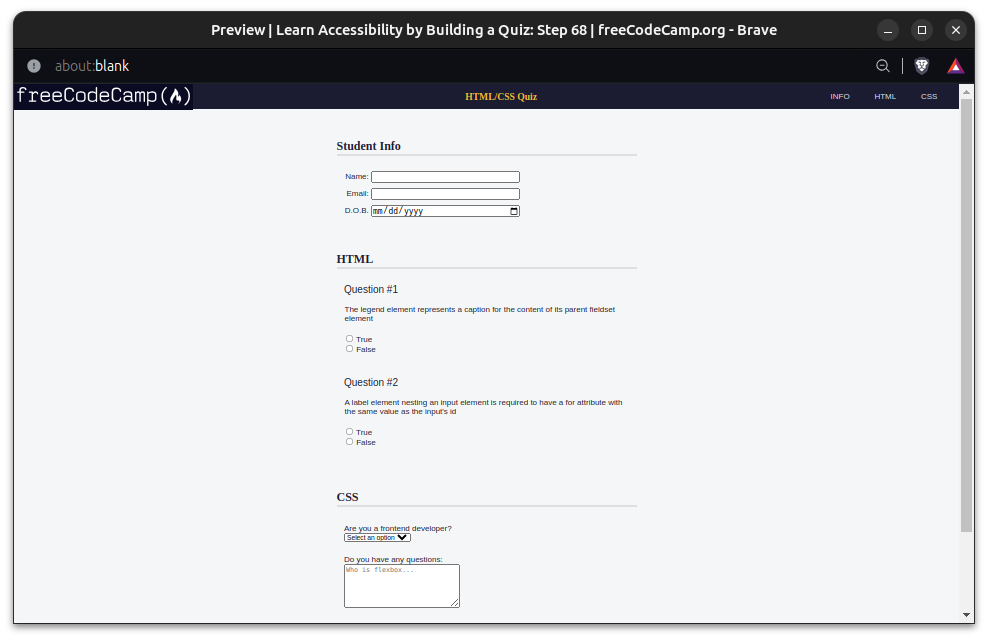 Preview | Learn Accessibility by Building a Quiz: Step 68 | freeCodeCamp.org - Brave
about:blank
freeCodeCamp(🔥)
HTML/CSS Quiz
INFO
HTML
CSS
Student Info
Name:
Email:
D.O.B.
mm/dd/yyyy
HTML
Question #1
The legend element represents a caption for the content of its parent fieldset
element
True
False
Question #2
A label element nesting an input element is required to have a for attribute with
the same value as the input's id
True
False
CSS
Are you a frontend developer?
Select an option
Do you have any questions:
Who is flexbox...